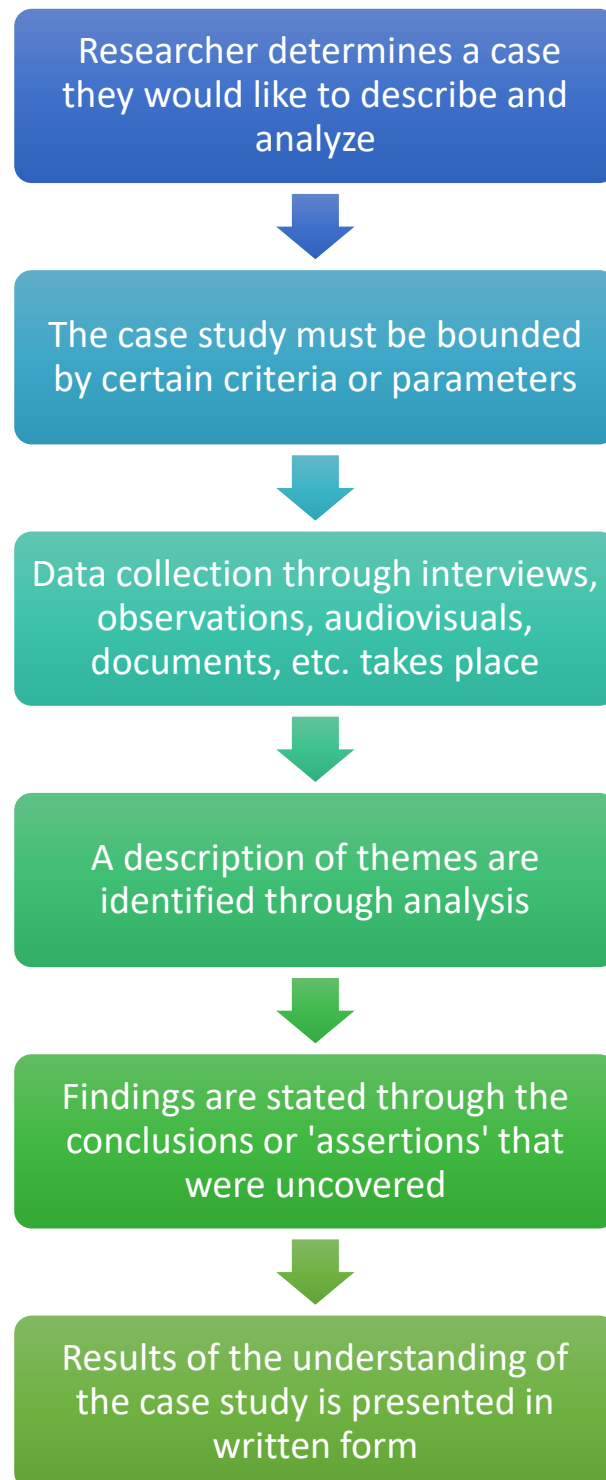 Researcher determines a case
they would like to describe and
analyze
The case study must be bounded
by certain criteria or parameters
Data collection through interviews,
observations, audiovisuals,
documents, etc. takes place
A description of themes are
identified through analysis
Findings are stated through the
conclusions or 'assertions' that
were uncovered
Results of the understanding of
the case study is presented in
written form